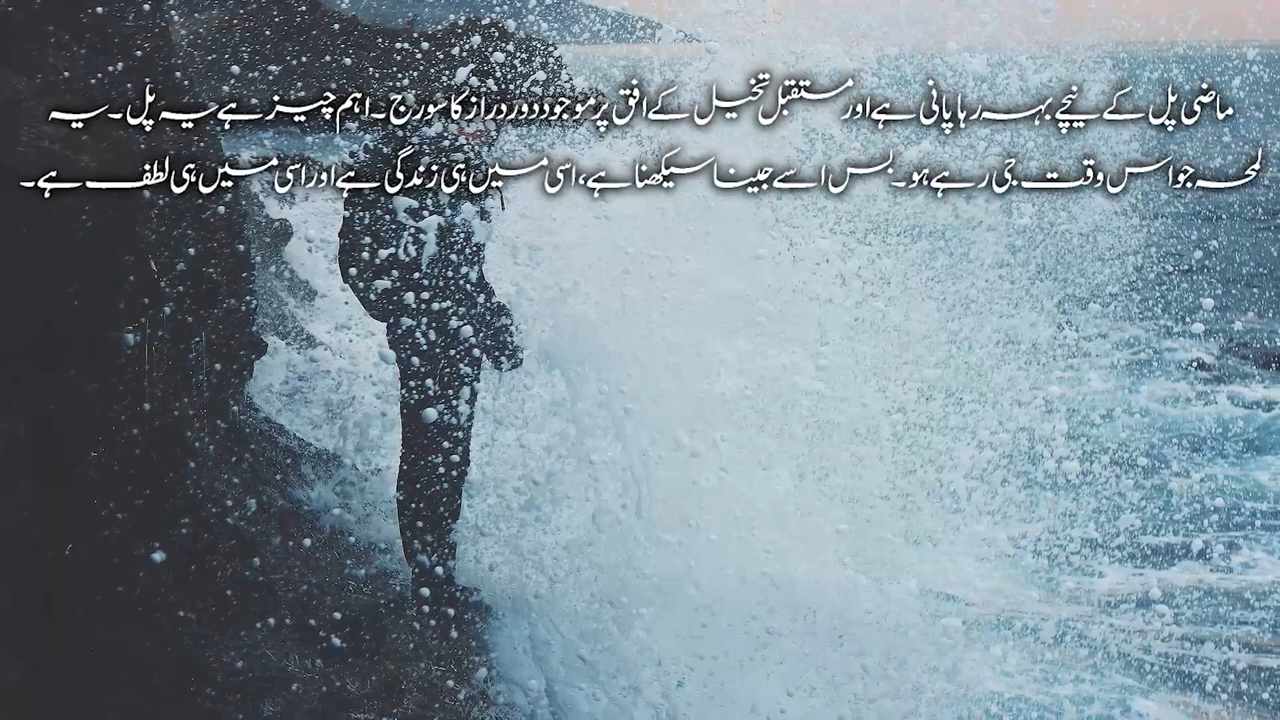 ماضی پل کے نیچے بہہ رہا پانی ہے اور مستقبل تخیل کے افق پر موجود دور دراز کا سورج۔ اہم چیز ہے یہ پل۔ یہ
لمحہ جو اس وقت جی رہے ہو۔ بس اسے جینا سیکھنا ہے، اسی میں ہی زندگی ہے اور اسی میں ہی لطف ہے۔